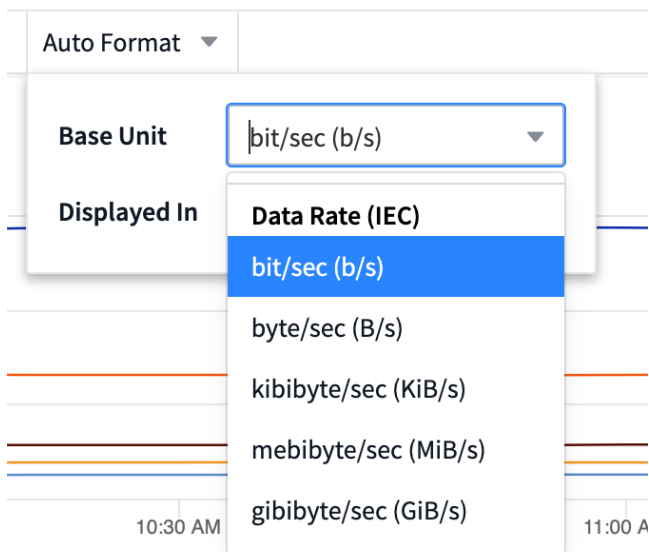 Auto Format
Base Unit
bit/sec (b/s)
Displayed In
Data Rate (IEC)
bit/sec (b/s)
byte/sec (B/s)
kibibyte/sec (KiB/s)
mebibyte/sec (MiB/s)
gibibyte/sec (GiB/s)
10:30 AM
11:00 A